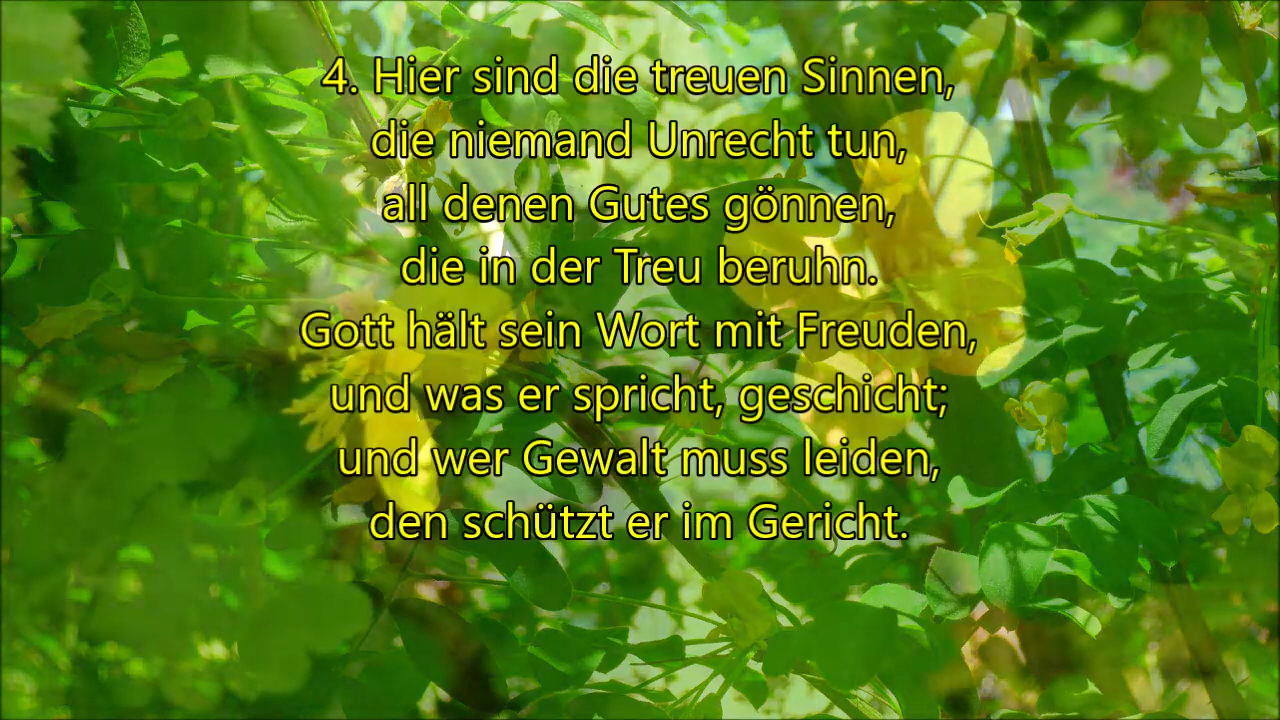 4. Hier sind die treuen Sinnen,
die niemand Unrecht tun,
all denen Gutes gönnen,
die in der Treu beruhn.
Gott hält sein Wort mit Freuden,
und was er spricht, geschicht;
und wer Gewalt muss leiden,
den schützt er im Gericht.